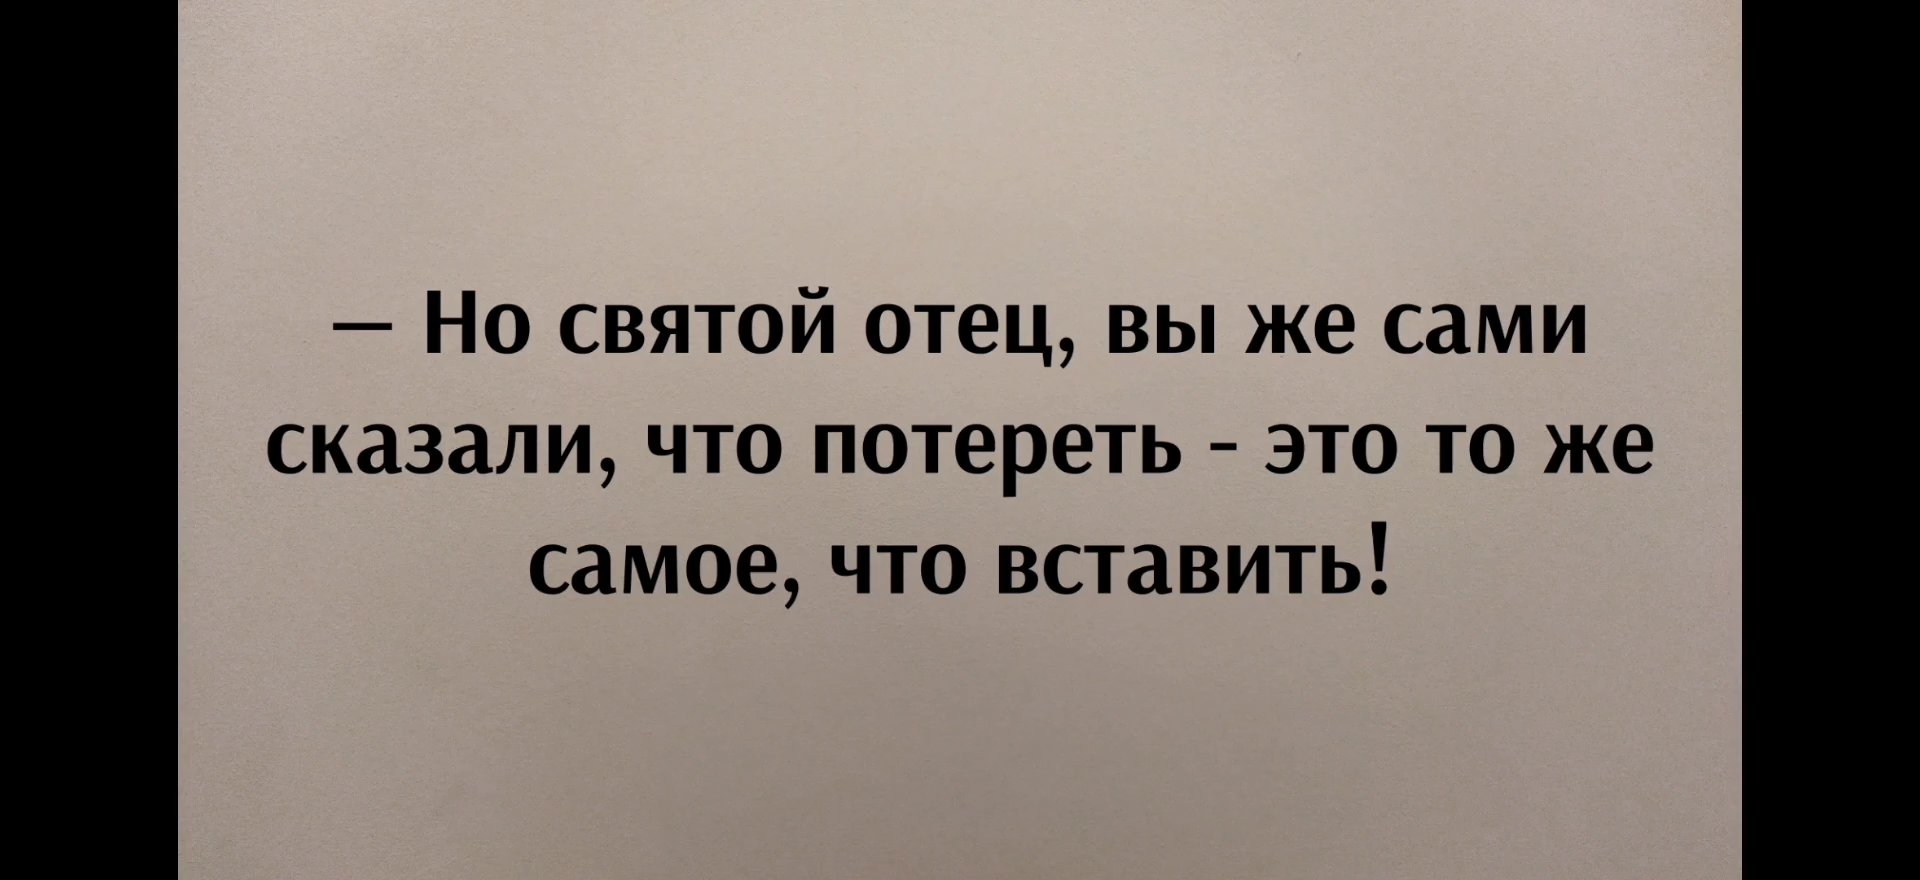 — Но святой отец, вы же сами
сказали, что потереть - это то же
самое, что вставить!